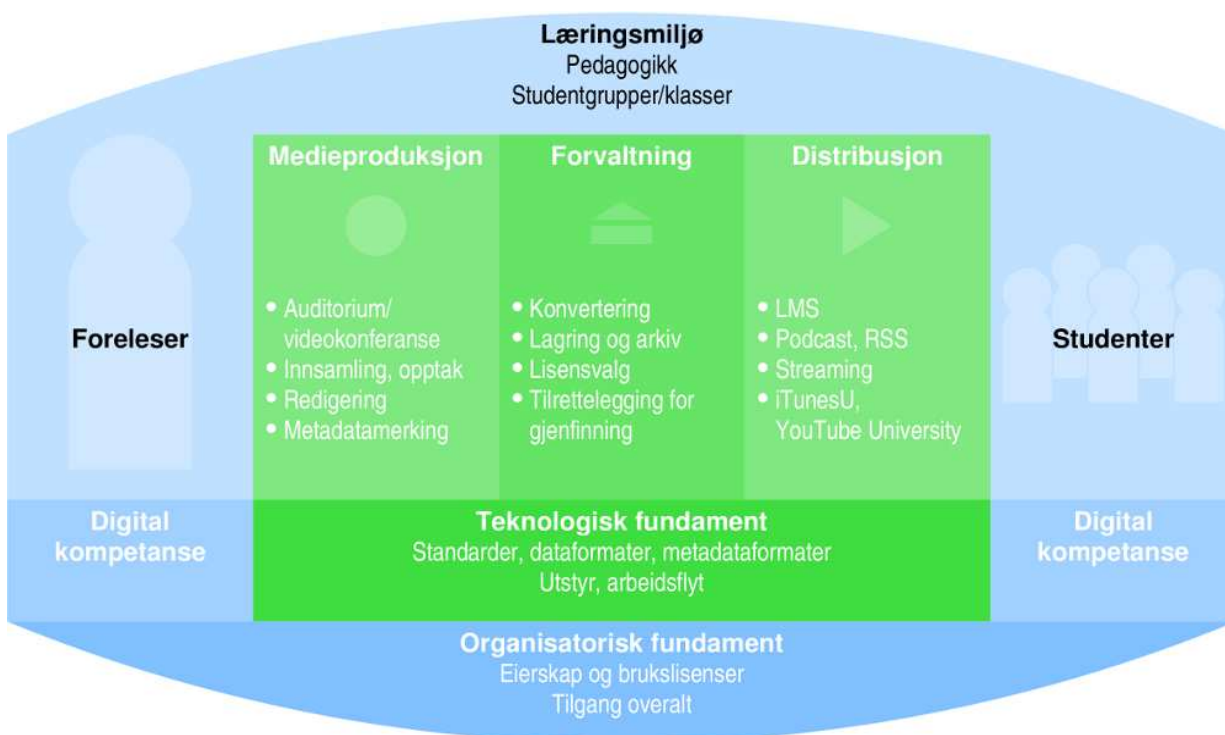 Læringsmiljø
Pedagogikk
Studentgrupper/klasser
Foreleser
Medieproduksjon
• Auditorium/
videokonferanse
• Innsamling, opptak
• Redigering
• Metadatamerking
Forvaltning
• Konvertering
• Lagring og arkiv
• Lisensvalg
• Tilrettelegging for
gjenfinning
Distribusjon
• LMS
• Podcast, RSS
• Streaming
• iTunesU,
YouTube University
Studenter
Digital
kompetanse
Teknologisk fundament
Standarder, dataformater, metadataformater
Utstyr, arbeidsflyt
Digital
kompetanse
Organisatorisk fundament
Eierskap og brukslisenser
Tilgang overalt